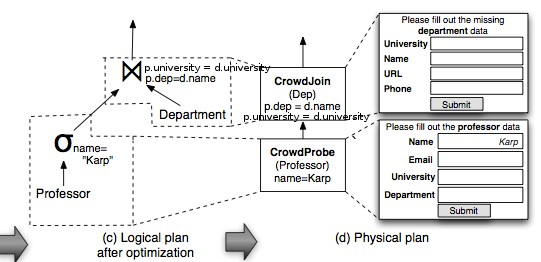 p.university = d.university
⋈ p.dep=d.name
Department
σ name=
"Karp"
Professor
(c) Logical plan
after optimization
CrowdJoin
(Dep)
p.dep = d.name
p.university = d.university
CrowdProbe
(Professor)
name=Karp
(d) Physical plan
Please fill out the missing
department data
University
Name
URL
Phone
Submit
Please fill out the professor data
Name Karp
Email
University
Department
Submit